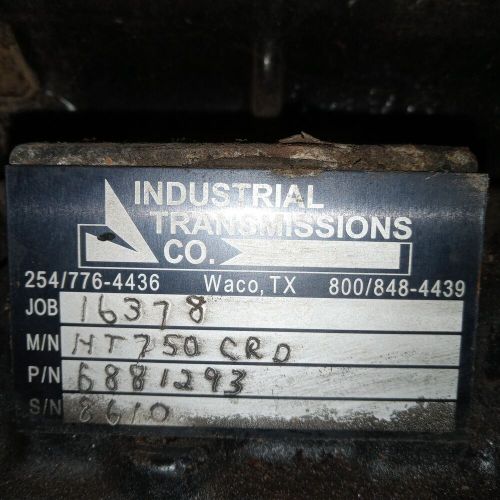 INDUSTRIAL
TRANSMISSIONS
CO.
254/776-4436 Waco, TX 800/848-4439
JOB 16378
M/N HT750 CRD
P/N 6881293
S/N 8610